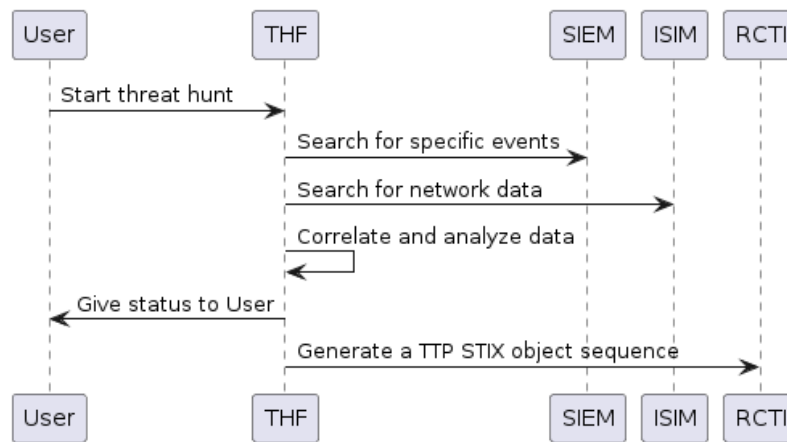 User THF SIEM ISIM RCTI
Start threat hunt
Search for specific events
Search for network data
Correlate and analyze data
Give status to User
Generate a TTP STIX object sequence
User THF SIEM ISIM RCTI